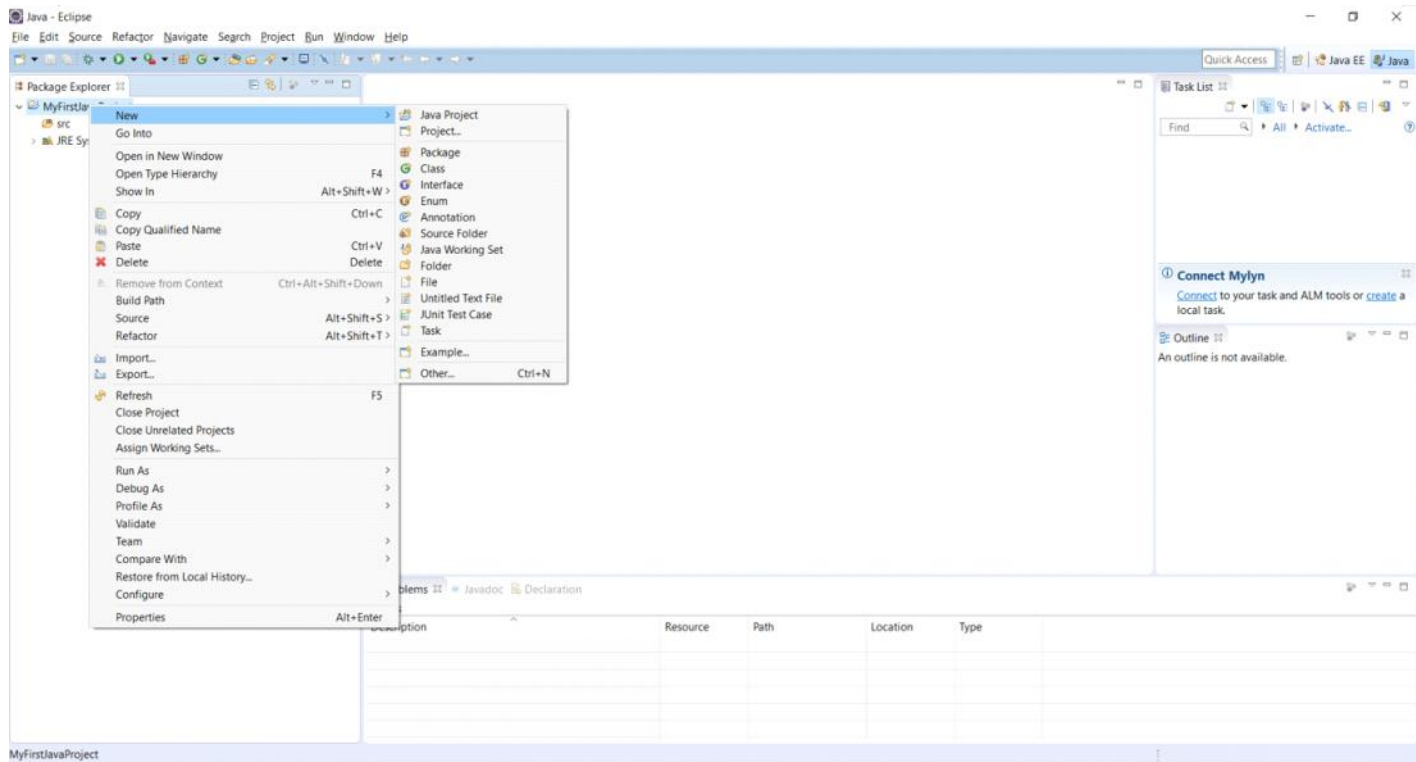 Java - Eclipse
File Edit Source Refactor Navigate Search Project Run Window Help
Quick Access Java EE Java
Package Explorer
MyFirstJav
src
JRE Sy
New
Go Into
Open in New Window
Open Type Hierarchy F4
Show In Alt+Shift+W >
Copy Ctrl+C
Copy Qualified Name
Paste Ctrl+V
Delete Delete
Remove from Context Ctrl+Alt+Shift+Down
Build Path >
Source Alt+Shift+S >
Refactor Alt+Shift+T >
Import...
Export...
Refresh F5
Close Project
Close Unrelated Projects
Assign Working Sets...
Run As >
Debug As >
Profile As >
Validate
Team >
Compare With >
Restore from Local History...
Configure >
Properties Alt+Enter
Java Project
Project...
Package
Class
Interface
Enum
Annotation
Source Folder
Java Working Set
Folder
File
Untitled Text File
JUnit Test Case
Task
Example...
Other... Ctrl+N
Task List
Find All Activate...
Connect Mylyn
Connect to your task and ALM tools or create a
local task.
Outline
An outline is not available.
blems Javadoc Declaration
Description Resource Path Location Type
MyFirstJavaProject